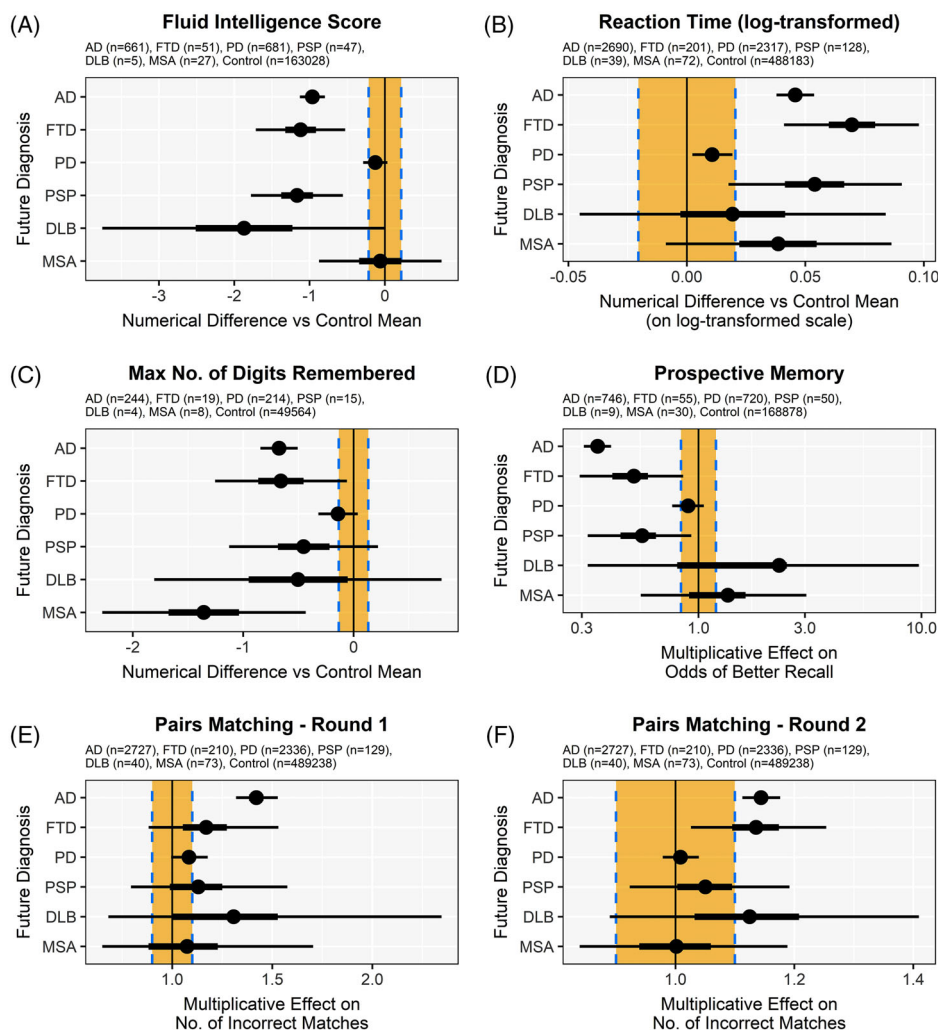 (A)
Fluid Intelligence Score
AD (n=661), FTD (n=51), PD (n=681), PSP (n=47),
DLB (n=5), MSA (n=27), Control (n=163028)
Future Diagnosis
AD
FTD
PD
PSP
DLB
MSA
-3 -2 -1 0
Numerical Difference vs Control Mean
(B)
Reaction Time (log-transformed)
AD (n=2690), FTD (n=201), PD (n=2317), PSP (n=128),
DLB (n=39), MSA (n=72), Control (n=488183)
Future Diagnosis
AD
FTD
PD
PSP
DLB
MSA
-0.05 0.00 0.05 0.10
Numerical Difference vs Control Mean
(on log-transformed scale)
(C)
Max No. of Digits Remembered
AD (n=244), FTD (n=19), PD (n=214), PSP (n=15),
DLB (n=4), MSA (n=8), Control (n=49564)
Future Diagnosis
AD
FTD
PD
PSP
DLB
MSA
-2 -1 0
Numerical Difference vs Control Mean
(D)
Prospective Memory
AD (n=746), FTD (n=55), PD (n=720), PSP (n=50),
DLB (n=9), MSA (n=30), Control (n=168878)
Future Diagnosis
AD
FTD
PD
PSP
DLB
MSA
0.3 1.0 3.0 10.0
Multiplicative Effect on
Odds of Better Recall
(E)
Pairs Matching - Round 1
AD (n=2727), FTD (n=210), PD (n=2336), PSP (n=129),
DLB (n=40), MSA (n=73), Control (n=489238)
Future Diagnosis
AD
FTD
PD
PSP
DLB
MSA
1.0 1.5 2.0
Multiplicative Effect on
No. of Incorrect Matches
(F)
Pairs Matching - Round 2
AD (n=2727), FTD (n=210), PD (n=2336), PSP (n=129),
DLB (n=40), MSA (n=73), Control (n=489238)
Future Diagnosis
AD
FTD
PD
PSP
DLB
MSA
1.0 1.2 1.4
Multiplicative Effect on
No. of Incorrect Matches